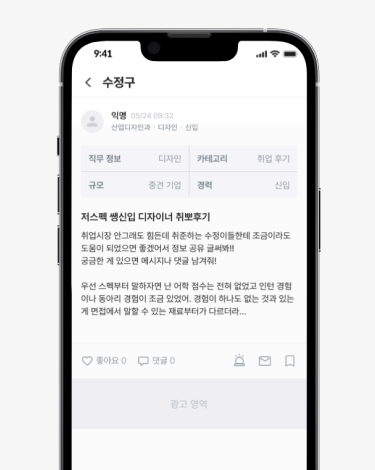 9:41
수정구
익명 05/24 09:32
산업디자인과 · 디자인 · 신입
직무 정보 디자인 카테고리 취업 후기
규모 중견 기업 경력 신입
저스펙 쌩신입 디자이너 취뽀후기
취업시장 안그래도 힘든데 취준하는 수정이들한테 조금이라도
도움이 되었으면 좋겠어서 정보 공유 글써봐!!
궁금한 게 있으면 메시지나 댓글 남겨줘!
우선 스펙부터 말하자면 난 어학 점수는 전혀 없었고 인턴 경험
이나 동아리 경험이 조금 있었어. 경험이 하나도 없는 것과 있는
게 면접에서 말할 수 있는 재료부터가 다르더라...
좋아요 0 댓글 0
광고 영역